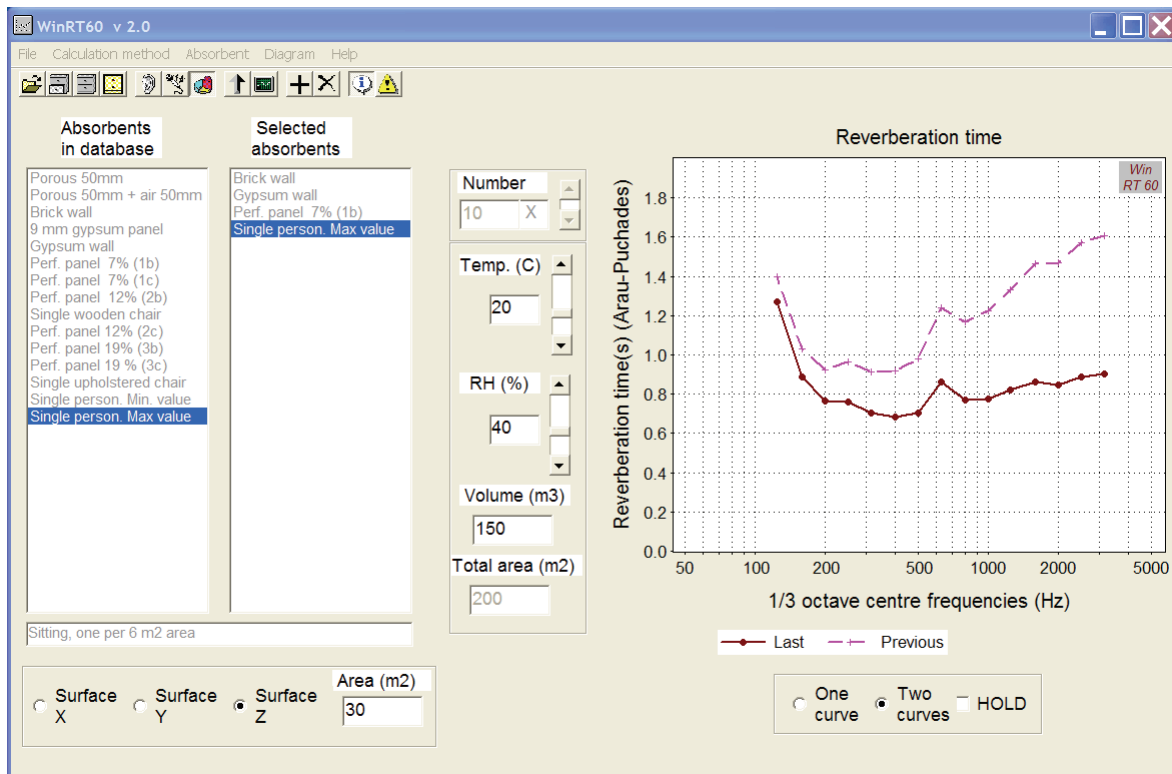 WinRT60 v 2.0
File Calculation method Absorbent Diagram Help
Absorbents
in database
Selected
absorbents
Porous 50mm
Porous 50mm + air 50mm
Brick wall
9 mm gypsum panel
Gypsum wall
Perf. panel 7% (1b)
Perf. panel 7% (1c)
Perf. panel 12% (2b)
Single wooden chair
Perf. panel 12% (2c)
Perf. panel 19% (3b)
Perf. panel 19 % (3c)
Single upholstered chair
Single person. Min. value
Single person. Max value
Brick wall
Gypsum wall
Perf. panel 7% (1b)
Single person. Max value
Sitting, one per 6 m2 area
Surface
X
Surface
Y
Surface
Z
Area (m2)
30
Number
10 X
Temp. (C)
20
RH (%)
40
Volume (m3)
150
Total area (m2)
200
Reverberation time
Win
RT 60
Reverberation time(s) (Arau-Puchades)
1.8
1.6
1.4
1.2
1.0
0.8
0.6
0.4
0.2
0.0
50 100 200 500 1000 2000 5000
1/3 octave centre frequencies (Hz)
Last Previous
One
curve
Two
curves
HOLD